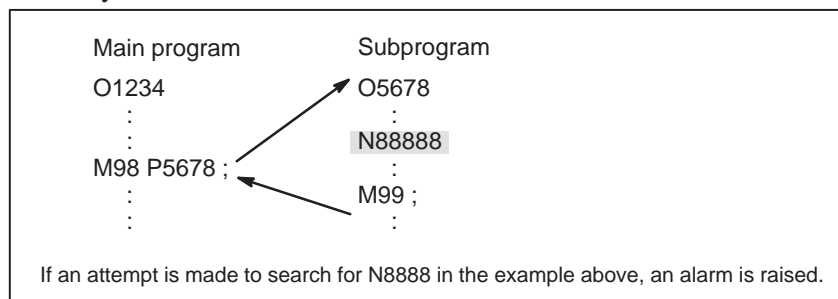 Main program
O1234
:
:
M98 P5678 ;
:
:
Subprogram
O5678
:
N88888
:
M99 ;
:
If an attempt is made to search for N8888 in the example above, an alarm is raised.